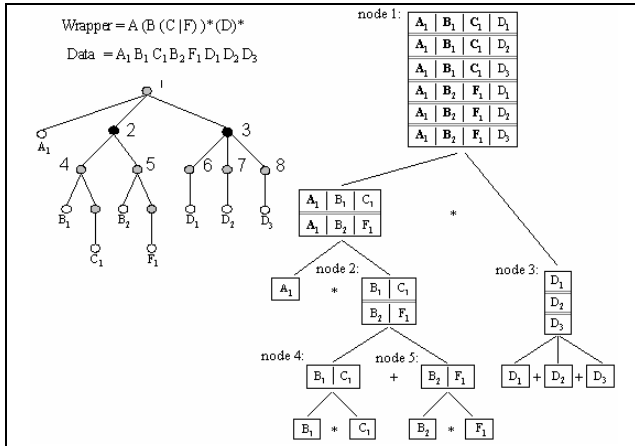 Wrapper = A (B (C | F) )* (D)*
Data = A₁ B₁ C₁ B₂ F₁ D₁ D₂ D₃
1
2 3
A₁
4 5 6 7 8
B₁ B₂ D₁ D₂ D₃
C₁ F₁
node 1:
A₁ B₁ C₁ D₁
A₁ B₁ C₁ D₂
A₁ B₁ C₁ D₃
A₁ B₂ F₁ D₁
A₁ B₂ F₁ D₂
A₁ B₂ F₁ D₃
A₁ B₁ C₁
A₁ B₂ F₁
*
node 2:
A₁ * B₁ C₁
B₂ F₁
node 3:
D₁
D₂
D₃
node 4: node 5:
B₁ C₁ + B₂ F₁
D₁ + D₂ + D₃
B₁ * C₁ B₂ * F₁